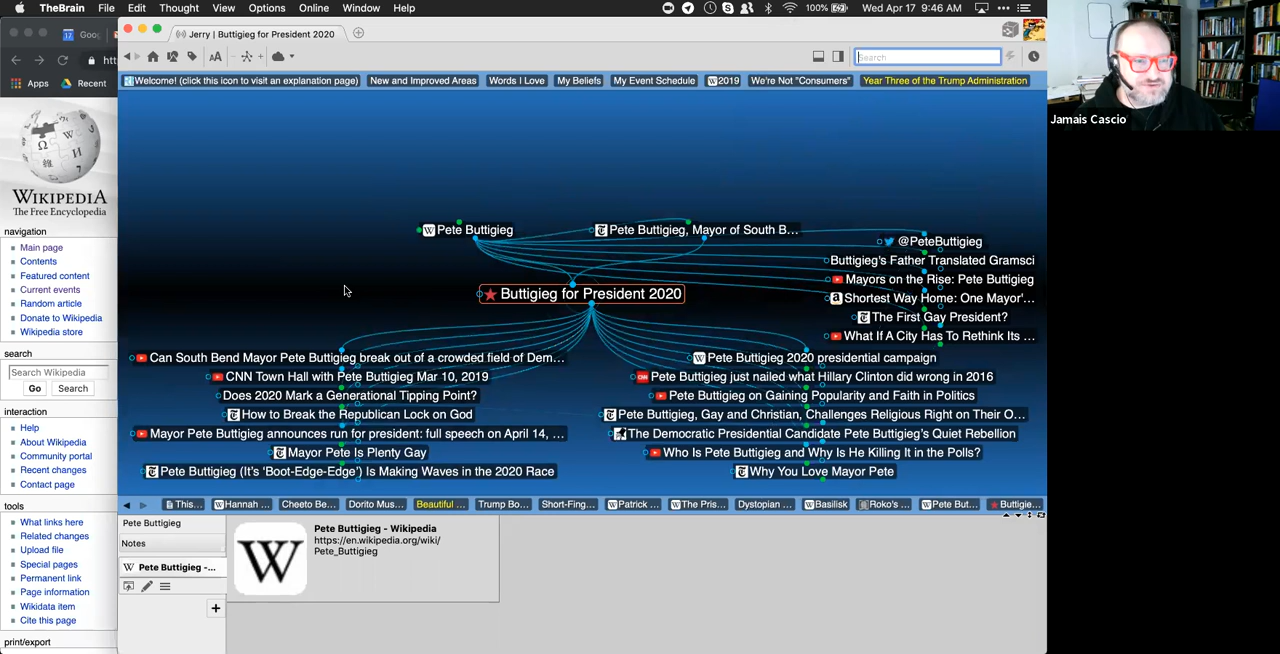 TheBrain File Edit Thought View Options Online Window Help
100% Wed Apr 17 9:46 AM
Goo
Jerry | Buttigieg for President 2020
htt
AA
Search
Apps Recent
Welcome! (click this icon to visit an explanation page) New and Improved Areas Words I Love My Beliefs My Event Schedule 2019 We're Not "Consumers" Year Three of the Trump Administration
Jamais Cascio
WIKIPEDIA
The Free Encyclopedia
navigation
Main page
Contents
Featured content
Current events
Random article
Donate to Wikipedia
Wikipedia store
search
Search Wikipedia
Go Search
interaction
Help
About Wikipedia
Community portal
Recent changes
Contact page
tools
What links here
Related changes
Upload file
Special pages
Permanent link
Page information
Wikidata item
Cite this page
print/export
Pete Buttigieg
Pete Buttigieg, Mayor of South B...
@PeteButtigieg
Buttigieg's Father Translated Gramsci
Mayors on the Rise: Pete Buttigieg
Shortest Way Home: One Mayor'...
The First Gay President?
What If A City Has To Rethink Its ...
Buttigieg for President 2020
Can South Bend Mayor Pete Buttigieg break out of a crowded field of Dem...
CNN Town Hall with Pete Buttigieg Mar 10, 2019
Does 2020 Mark a Generational Tipping Point?
How to Break the Republican Lock on God
Mayor Pete Buttigieg announces run for president: full speech on April 14, ...
Mayor Pete Is Plenty Gay
Pete Buttigieg (It's 'Boot-Edge-Edge') Is Making Waves in the 2020 Race
Pete Buttigieg 2020 presidential campaign
Pete Buttigieg just nailed what Hillary Clinton did wrong in 2016
Pete Buttigieg on Gaining Popularity and Faith in Politics
Pete Buttigieg, Gay and Christian, Challenges Religious Right on Their O...
The Democratic Presidential Candidate Pete Buttigieg's Quiet Rebellion
Who Is Pete Buttigieg and Why Is He Killing It in the Polls?
Why You Love Mayor Pete
This... Hannah ... Cheeto Be... Dorito Mus... Beautiful ... Trump Bo... Short-Fing... Patrick ... The Pris... Dystopian ... Basilisk Roko's ... Pete But... Buttigie...
Pete Buttigieg
Notes
W Pete Buttigieg -...
W
Pete Buttigieg - Wikipedia
https://en.wikipedia.org/wiki/
Pete_Buttigieg